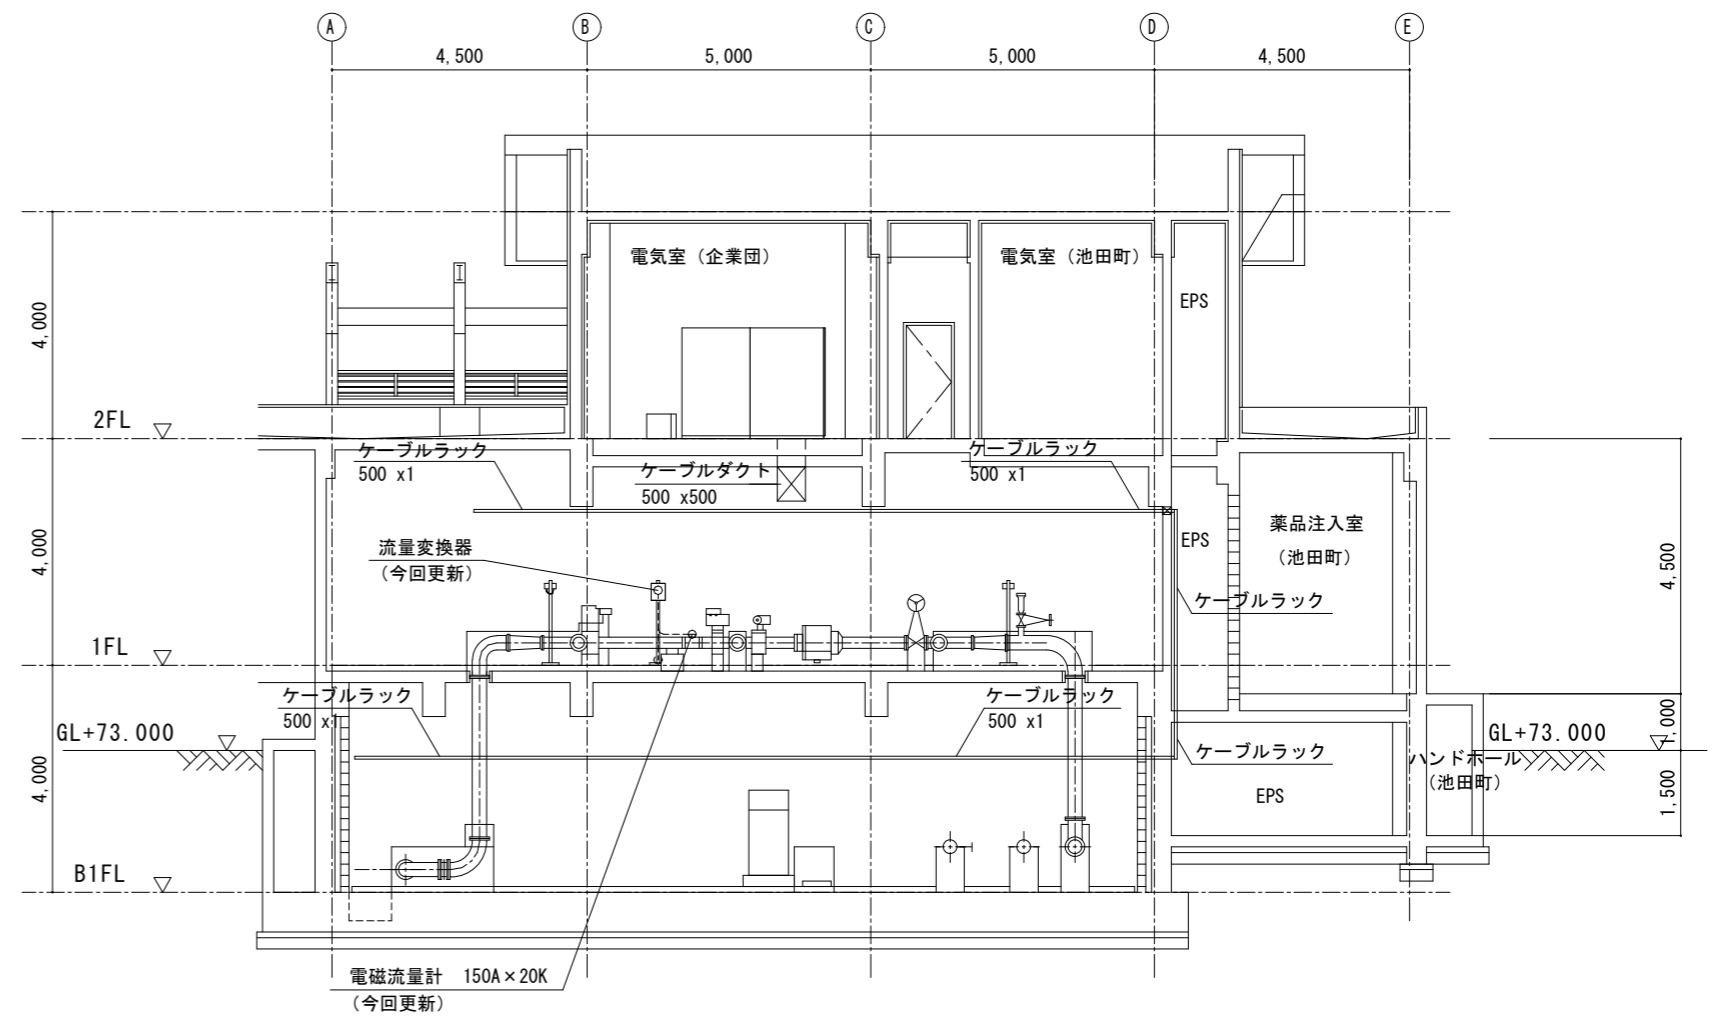 A
B
C
D
E
4,500
5,000
5,000
4,500
電気室（企業団）
電気室（池田町）
EPS
4,000
2FL
ケーブルラック
500 x1
ケーブルダクト
500 x500
ケーブルラック
500 x1
流量変換器
（今回更新）
EPS
薬品注入室
（池田町）
4,000
4,500
ケーブルラック
1FL
ケーブルラック
500 x1
ケーブルラック
500 x1
GL+73.000
1,000
GL+73.000
ケーブルラック
ハンドホール
（池田町）
4,000
EPS
1,500
B1FL
電磁流量計　150A×20K
（今回更新）